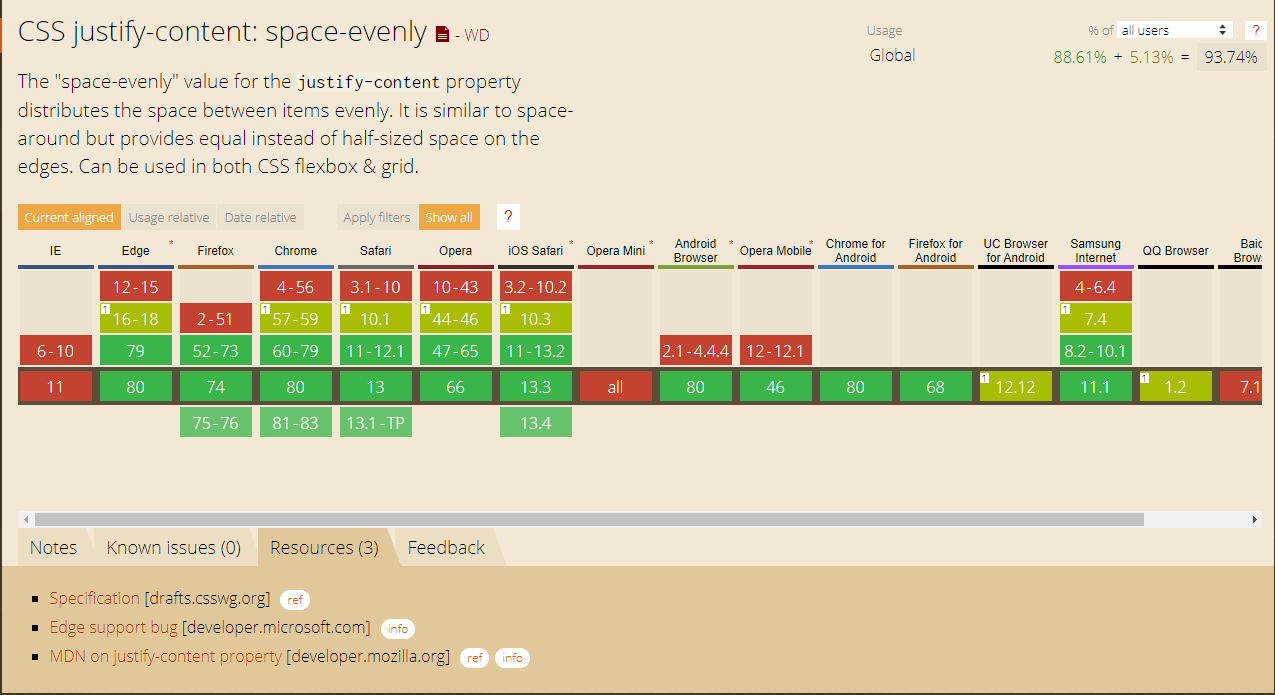 CSS justify-content: space-evenly - WD
Usage % of all users ?
Global 88.61% + 5.13% = 93.74%
The "space-evenly" value for the justify-content property
distributes the space between items evenly. It is similar to space-
around but provides equal instead of half-sized space on the
edges. Can be used in both CSS flexbox & grid.
Current aligned Usage relative Date relative Apply filters Show all ?
IE Edge * Firefox Chrome Safari Opera iOS Safari * Opera Mini * Android Browser * Opera Mobile * Chrome for Android Firefox for Android UC Browser for Android Samsung Internet QQ Browser
12-15 4-56 3.1-10 10-43 3.2-10.2 4-6.4
1 16-18 2-51 1 57-59 1 10.1 1 44-46 1 10.3 1 7.4
6-10 79 52-73 60-79 11-12.1 47-65 11-13.2 2.1-4.4.4 12-12.1 8.2-10.1
11 80 74 80 13 66 13.3 all 80 46 80 68 1 12.12 11.1 1 1.2 7.1
75-76 81-83 13.1-TP 13.4
Notes Known issues (0) Resources (3) Feedback
Specification [drafts.csswg.org] ref
Edge support bug [developer.microsoft.com] info
MDN on justify-content property [developer.mozilla.org] ref info